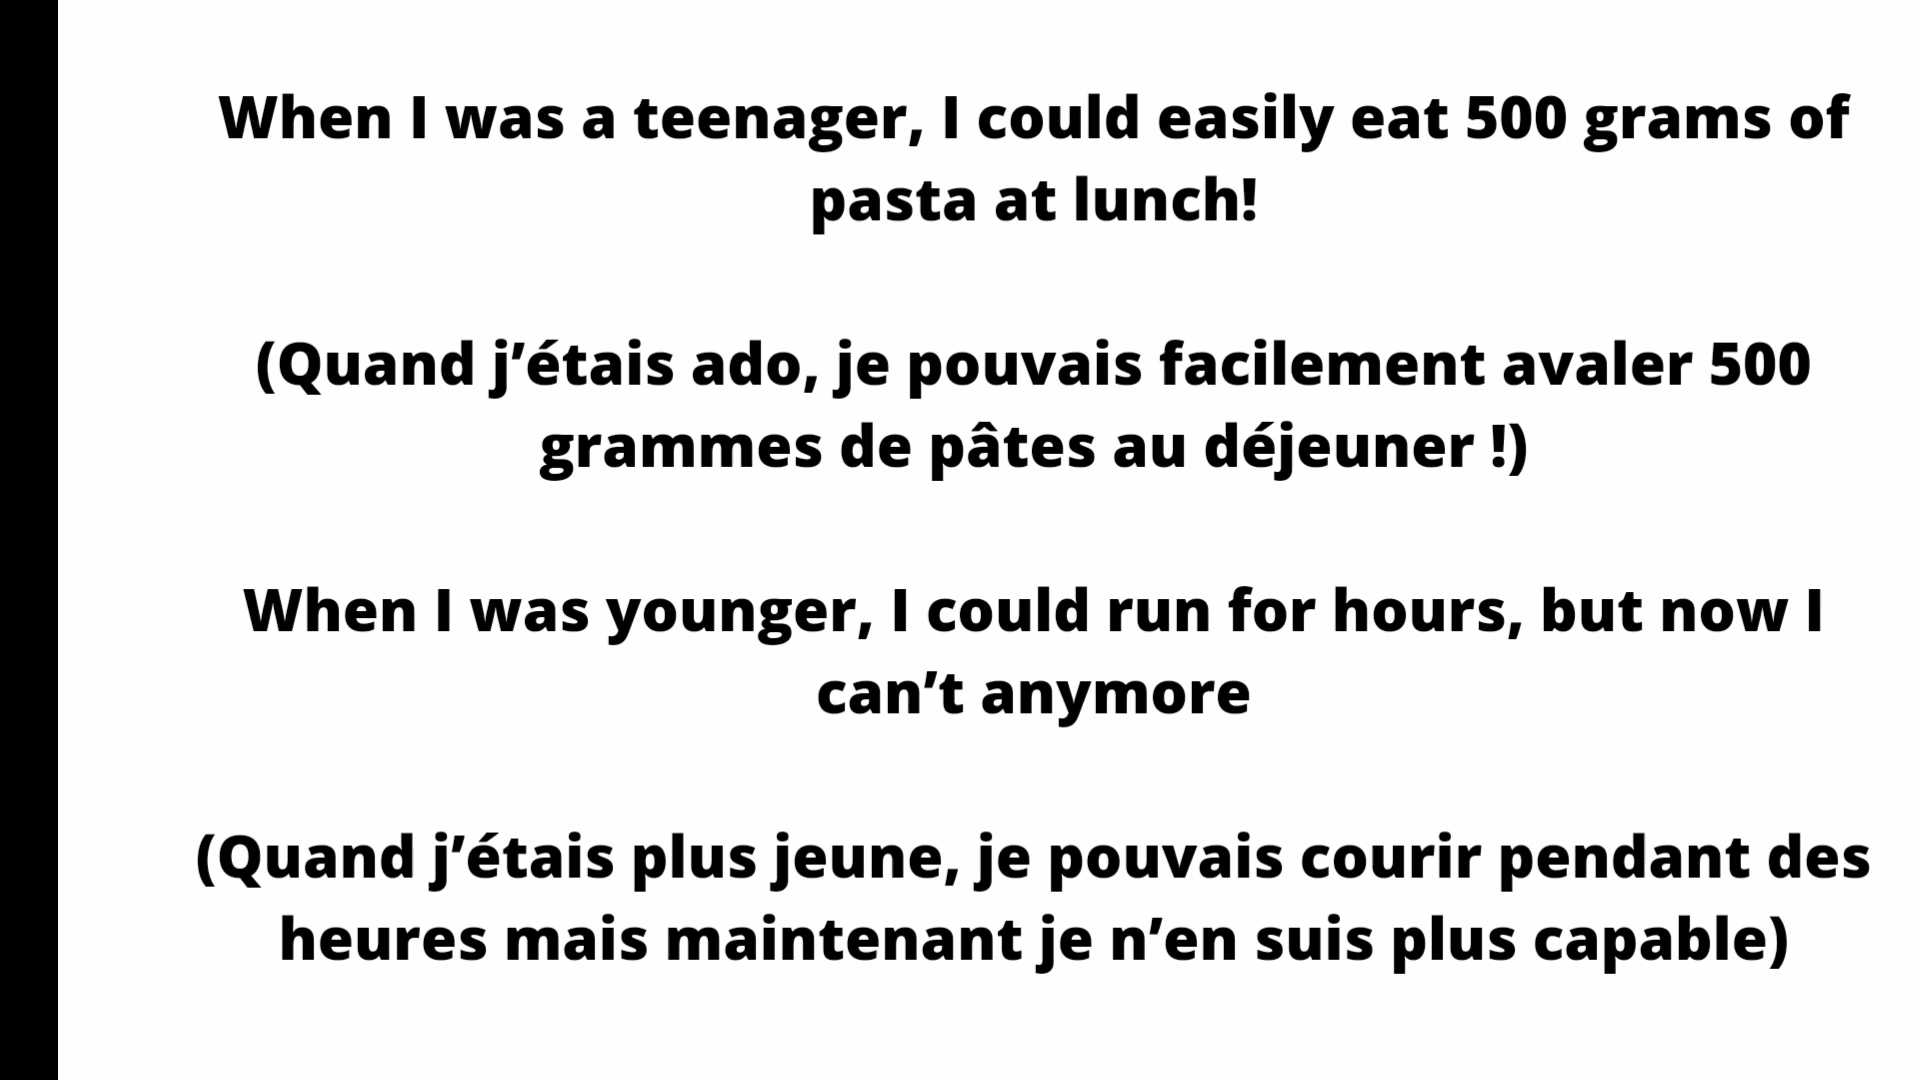 When I was a teenager, I could easily eat 500 grams of
pasta at lunch!
(Quand j’étais ado, je pouvais facilement avaler 500
grammes de pâtes au déjeuner !)
When I was younger, I could run for hours, but now I
can’t anymore
(Quand j’étais plus jeune, je pouvais courir pendant des
heures mais maintenant je n’en suis plus capable)